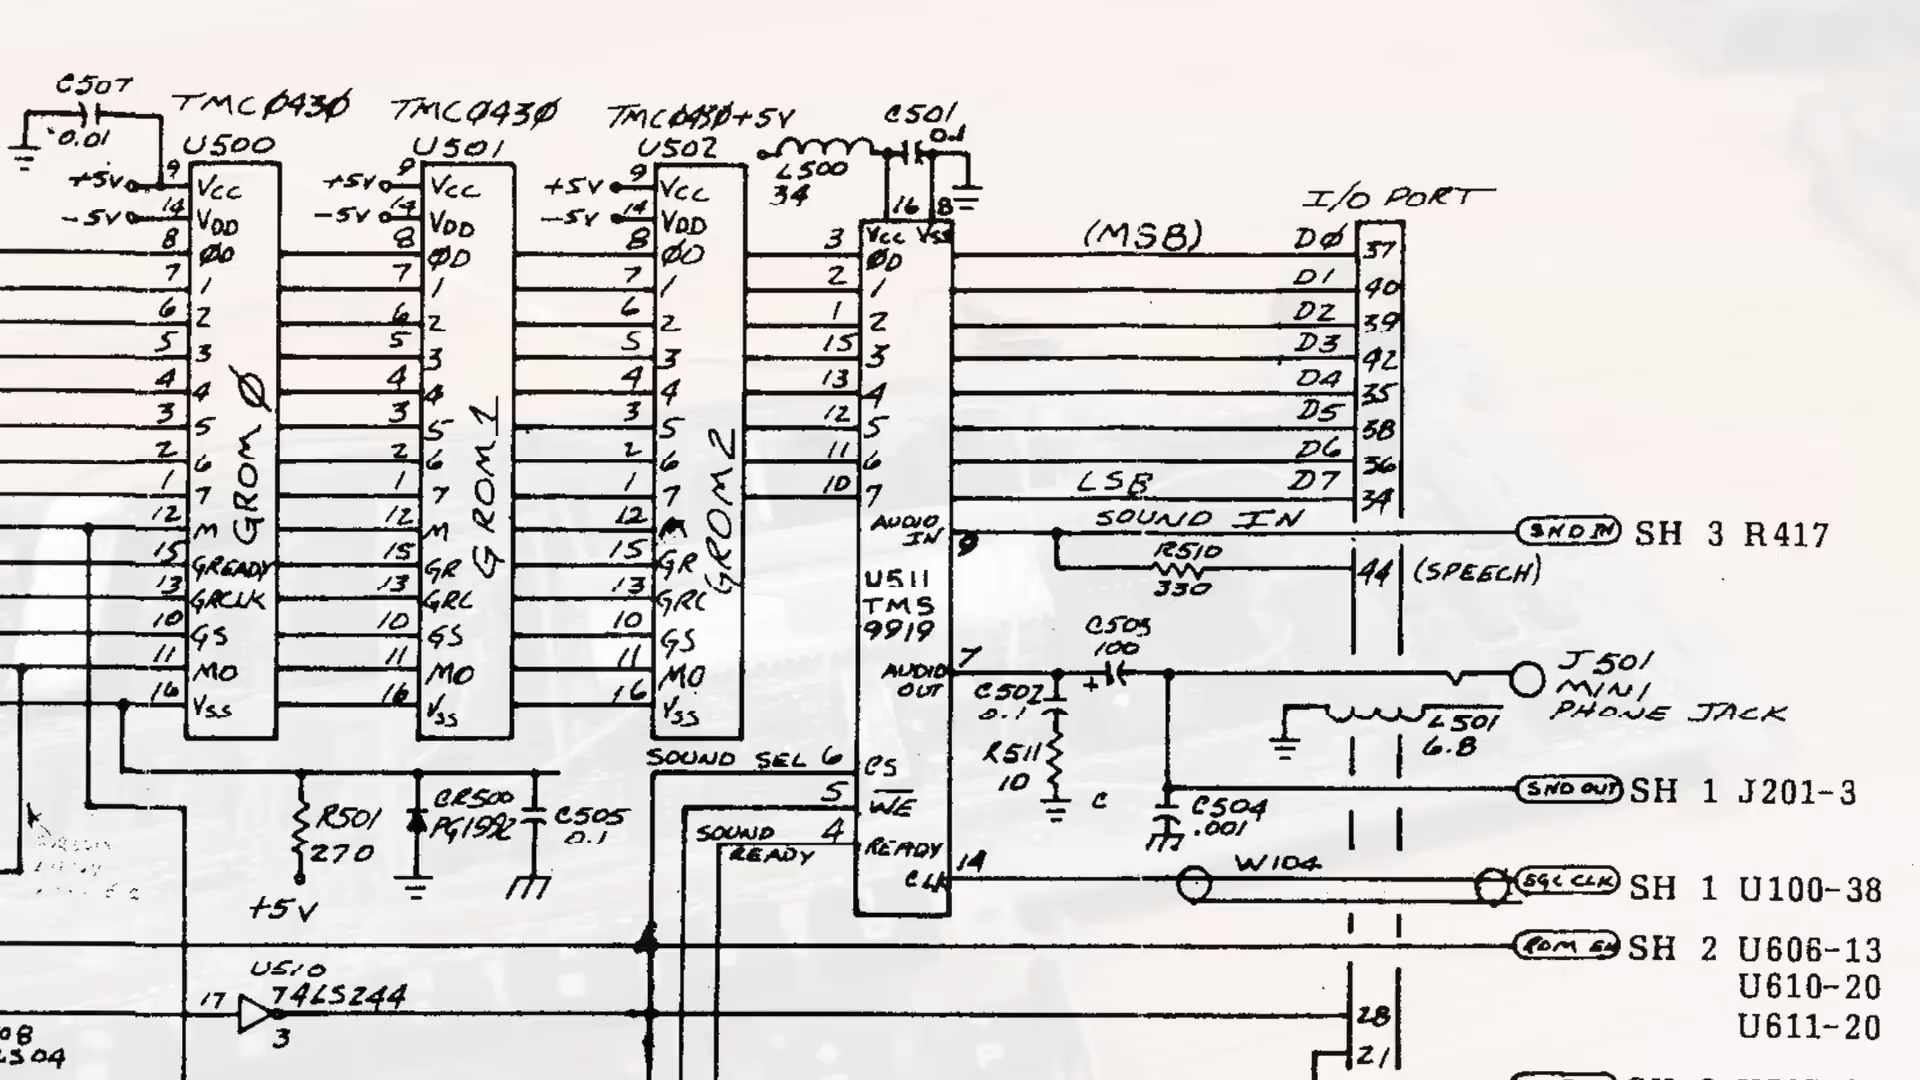 C507
0.01
TMC0430
U500
TMC0430
U501
TMC0430
U502
+5V
L500
34
C501
0.1
I/O PORT
+5V 9 VCC
-5V 14 VDD
8 ØD
7 1
6 2
5 3
4 4
3 5
2 6
1 7
12 M
15 GREADY
13 GRCLK
10 GS
11 MO
16 VSS
GROM Ø
+5V 9 VCC
-5V 14 VDD
8 ØD
7 1
6 2
5 3
4 4
3 5
2 6
1 7
12 M
15 GR
13 GRC
10 GS
11 MO
16 VSS
GROM 1
+5V 9 VCC
-5V 14 VDD
8 ØD
7 1
6 2
5 3
4 4
3 5
2 6
1 7
12
15 GR
13 GRC
10 GS
11 MO
16 VSS
GROM 2
16 8
VCC VSS
3 ØD
2 1
1 2
15 3
13 4
12 5
11 6
10 7
AUDIO IN 9
U511
TMS
9919
AUDIO OUT 7
SOUND SEL 6 CS
5 WE
SOUND READY 4 READY
CLK 14
(MSB) DØ 37
D1 40
D2 39
D3 42
D4 35
D5 38
D6 36
LSB D7 34
SOUND IN
SND IN SH 3 R417
R510
330
44 (SPEECH)
C503
100
+
C502
0.1
R511
10
C
J501
MINI
PHONE JACK
L501
6.8
SND OUT SH 1 J201-3
C504
.001
W104
SGC CLK SH 1 U100-38
ROM EN SH 2 U606-13
U610-20
U611-20
R501
270
+5V
CR500
C505
0.1
U510
17 74LS244
3
28
21